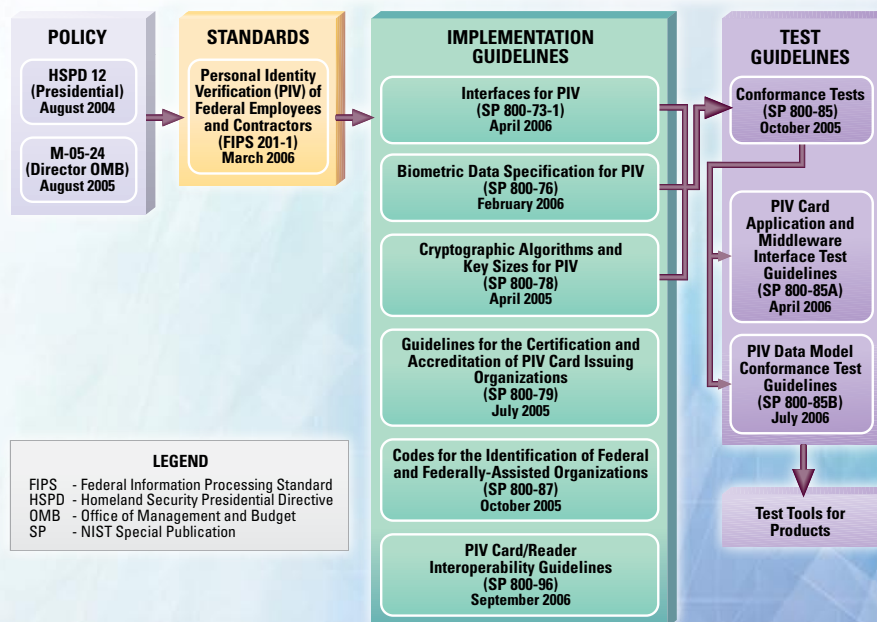 POLICY
HSPD 12
(Presidential)
August 2004
M-05-24
(Director OMB)
August 2005
STANDARDS
Personal Identity
Verification (PIV) of
Federal Employees
and Contractors
(FIPS 201-1)
March 2006
IMPLEMENTATION
GUIDELINES
Interfaces for PIV
(SP 800-73-1)
April 2006
Biometric Data Specification for PIV
(SP 800-76)
February 2006
Cryptographic Algorithms and
Key Sizes for PIV
(SP 800-78)
April 2005
Guidelines for the Certification and
Accreditation of PIV Card Issuing
Organizations
(SP 800-79)
July 2005
Codes for the Identification of Federal
and Federally-Assisted Organizations
(SP 800-87)
October 2005
PIV Card/Reader
Interoperability Guidelines
(SP 800-96)
September 2006
TEST
GUIDELINES
Conformance Tests
(SP 800-85)
October 2005
PIV Card
Application and
Middleware
Interface Test
Guidelines
(SP 800-85A)
April 2006
PIV Data Model
Conformance Test
Guidelines
(SP 800-85B)
July 2006
Test Tools for
Products
LEGEND
FIPS - Federal Information Processing Standard
HSPD - Homeland Security Presidential Directive
OMB - Office of Management and Budget
SP - NIST Special Publication